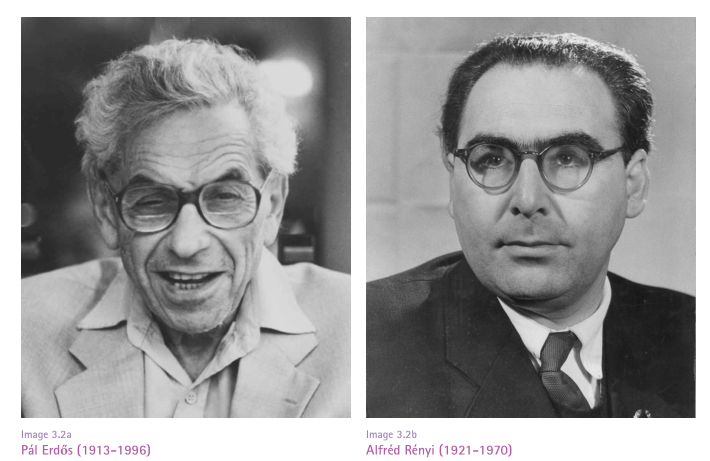 Image 3.2a
Pál Erdős (1913-1996)
Image 3.2b
Alfréd Rényi (1921-1970)